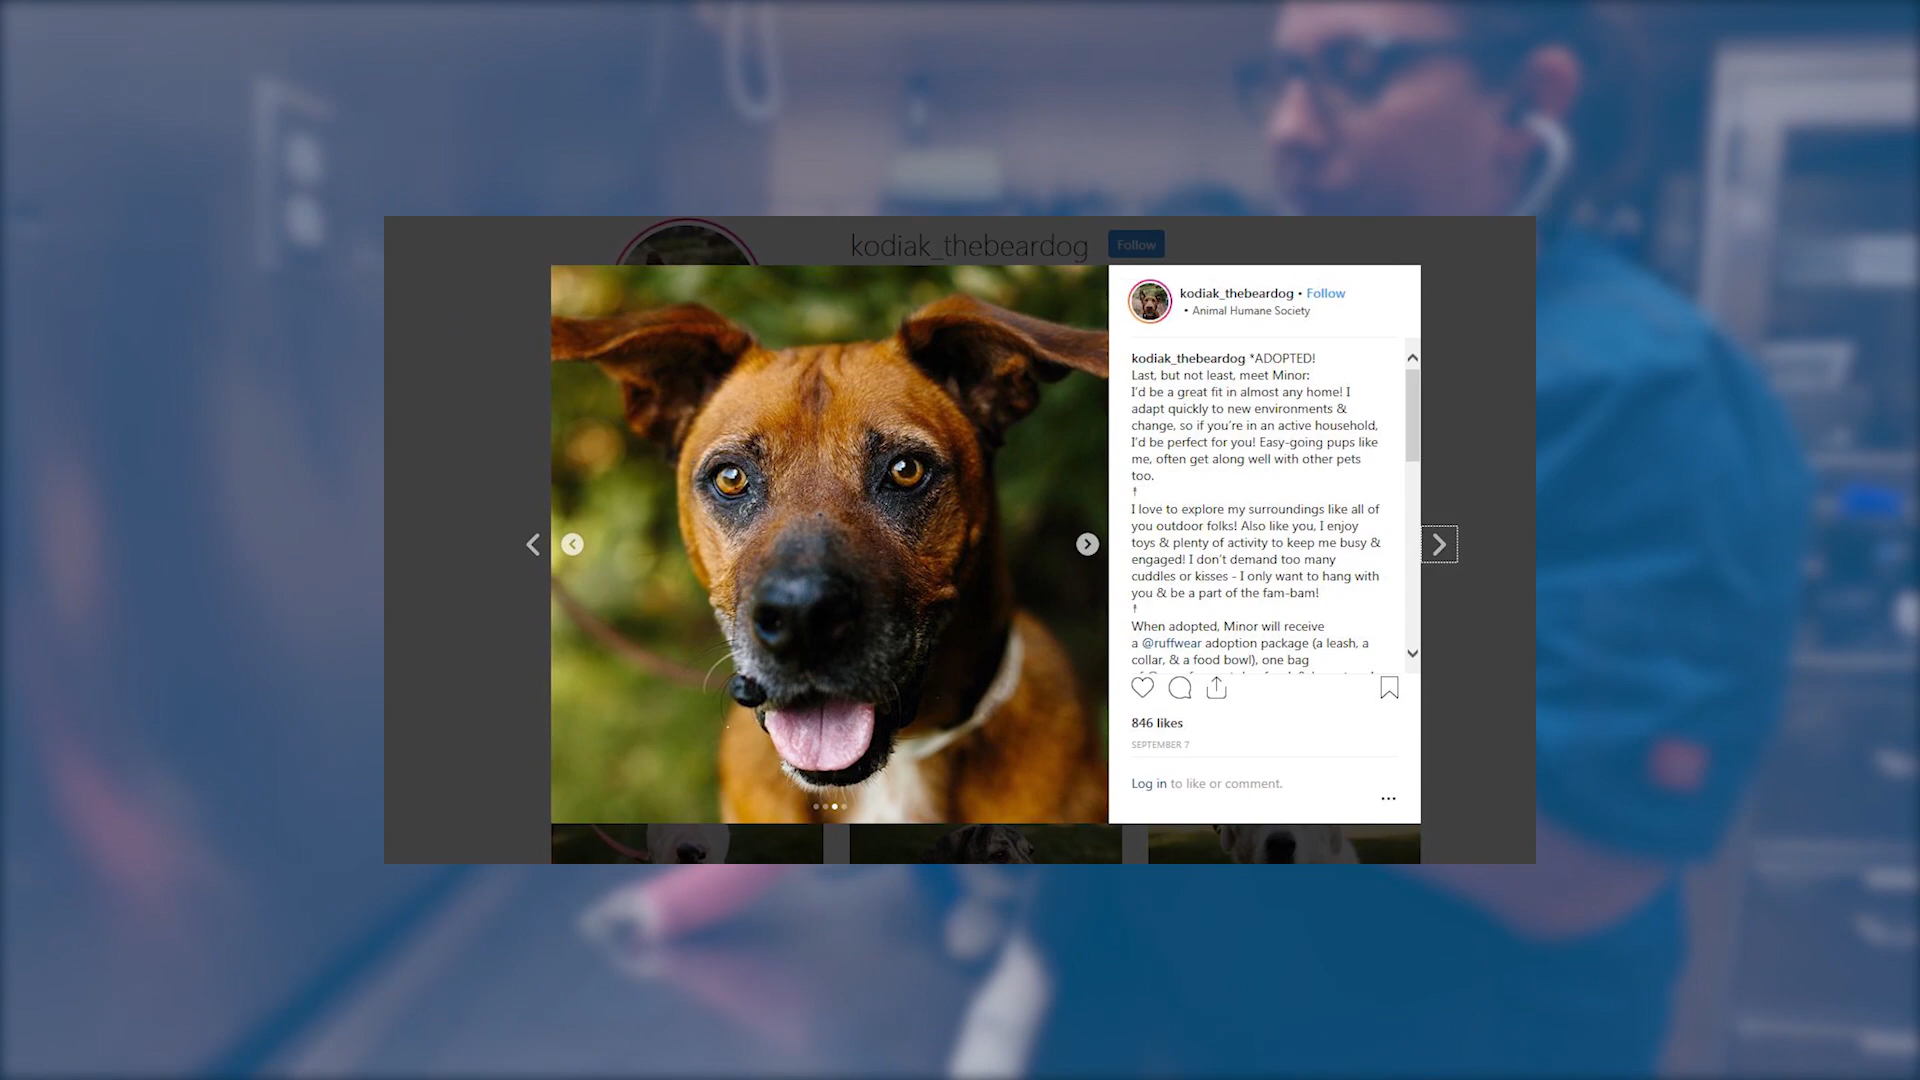 kodiak_thebeardog Follow
kodiak_thebeardog • Follow
• Animal Humane Society
kodiak_thebeardog *ADOPTED!
Last, but not least, meet Minor:
I'd be a great fit in almost any home! I
adapt quickly to new environments &
change, so if you're in an active household,
I'd be perfect for you! Easy-going pups like
me, often get along well with other pets
too.
I love to explore my surroundings like all of
you outdoor folks! Also like you, I enjoy
toys & plenty of activity to keep me busy &
engaged! I don't demand too many
cuddles or kisses - I only want to hang with
you & be a part of the fam-bam!
When adopted, Minor will receive
a @ruffwear adoption package (a leash, a
collar, & a food bowl), one bag
846 likes
SEPTEMBER 7
Log in to like or comment.